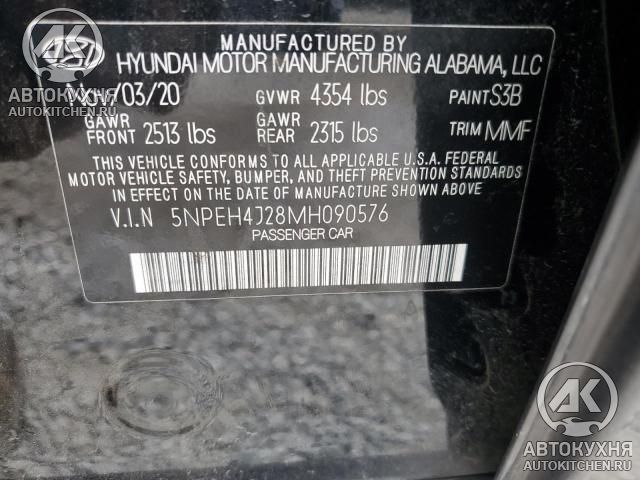 MANUFACTURED BY
HYUNDAI MOTOR MANUFACTURING ALABAMA, LLC
/03/20 GVWR 4354 lbs PAINT S3B
GAWR FRONT 2513 lbs GAWR REAR 2315 lbs TRIM MMF
THIS VEHICLE CONFORMS TO ALL APPLICABLE U.S.A. FEDERAL
MOTOR VEHICLE SAFETY, BUMPER, AND THEFT PREVENTION STANDARDS
IN EFFECT ON THE DATE OF MANUFACTURE SHOWN ABOVE
V.I.N 5NPEH4J28MH090576
PASSENGER CAR
АВТОКУХНЯ
AUTOKITCHEN.RU
АК
АВТОКУХНЯ
AUTOKITCHEN.RU